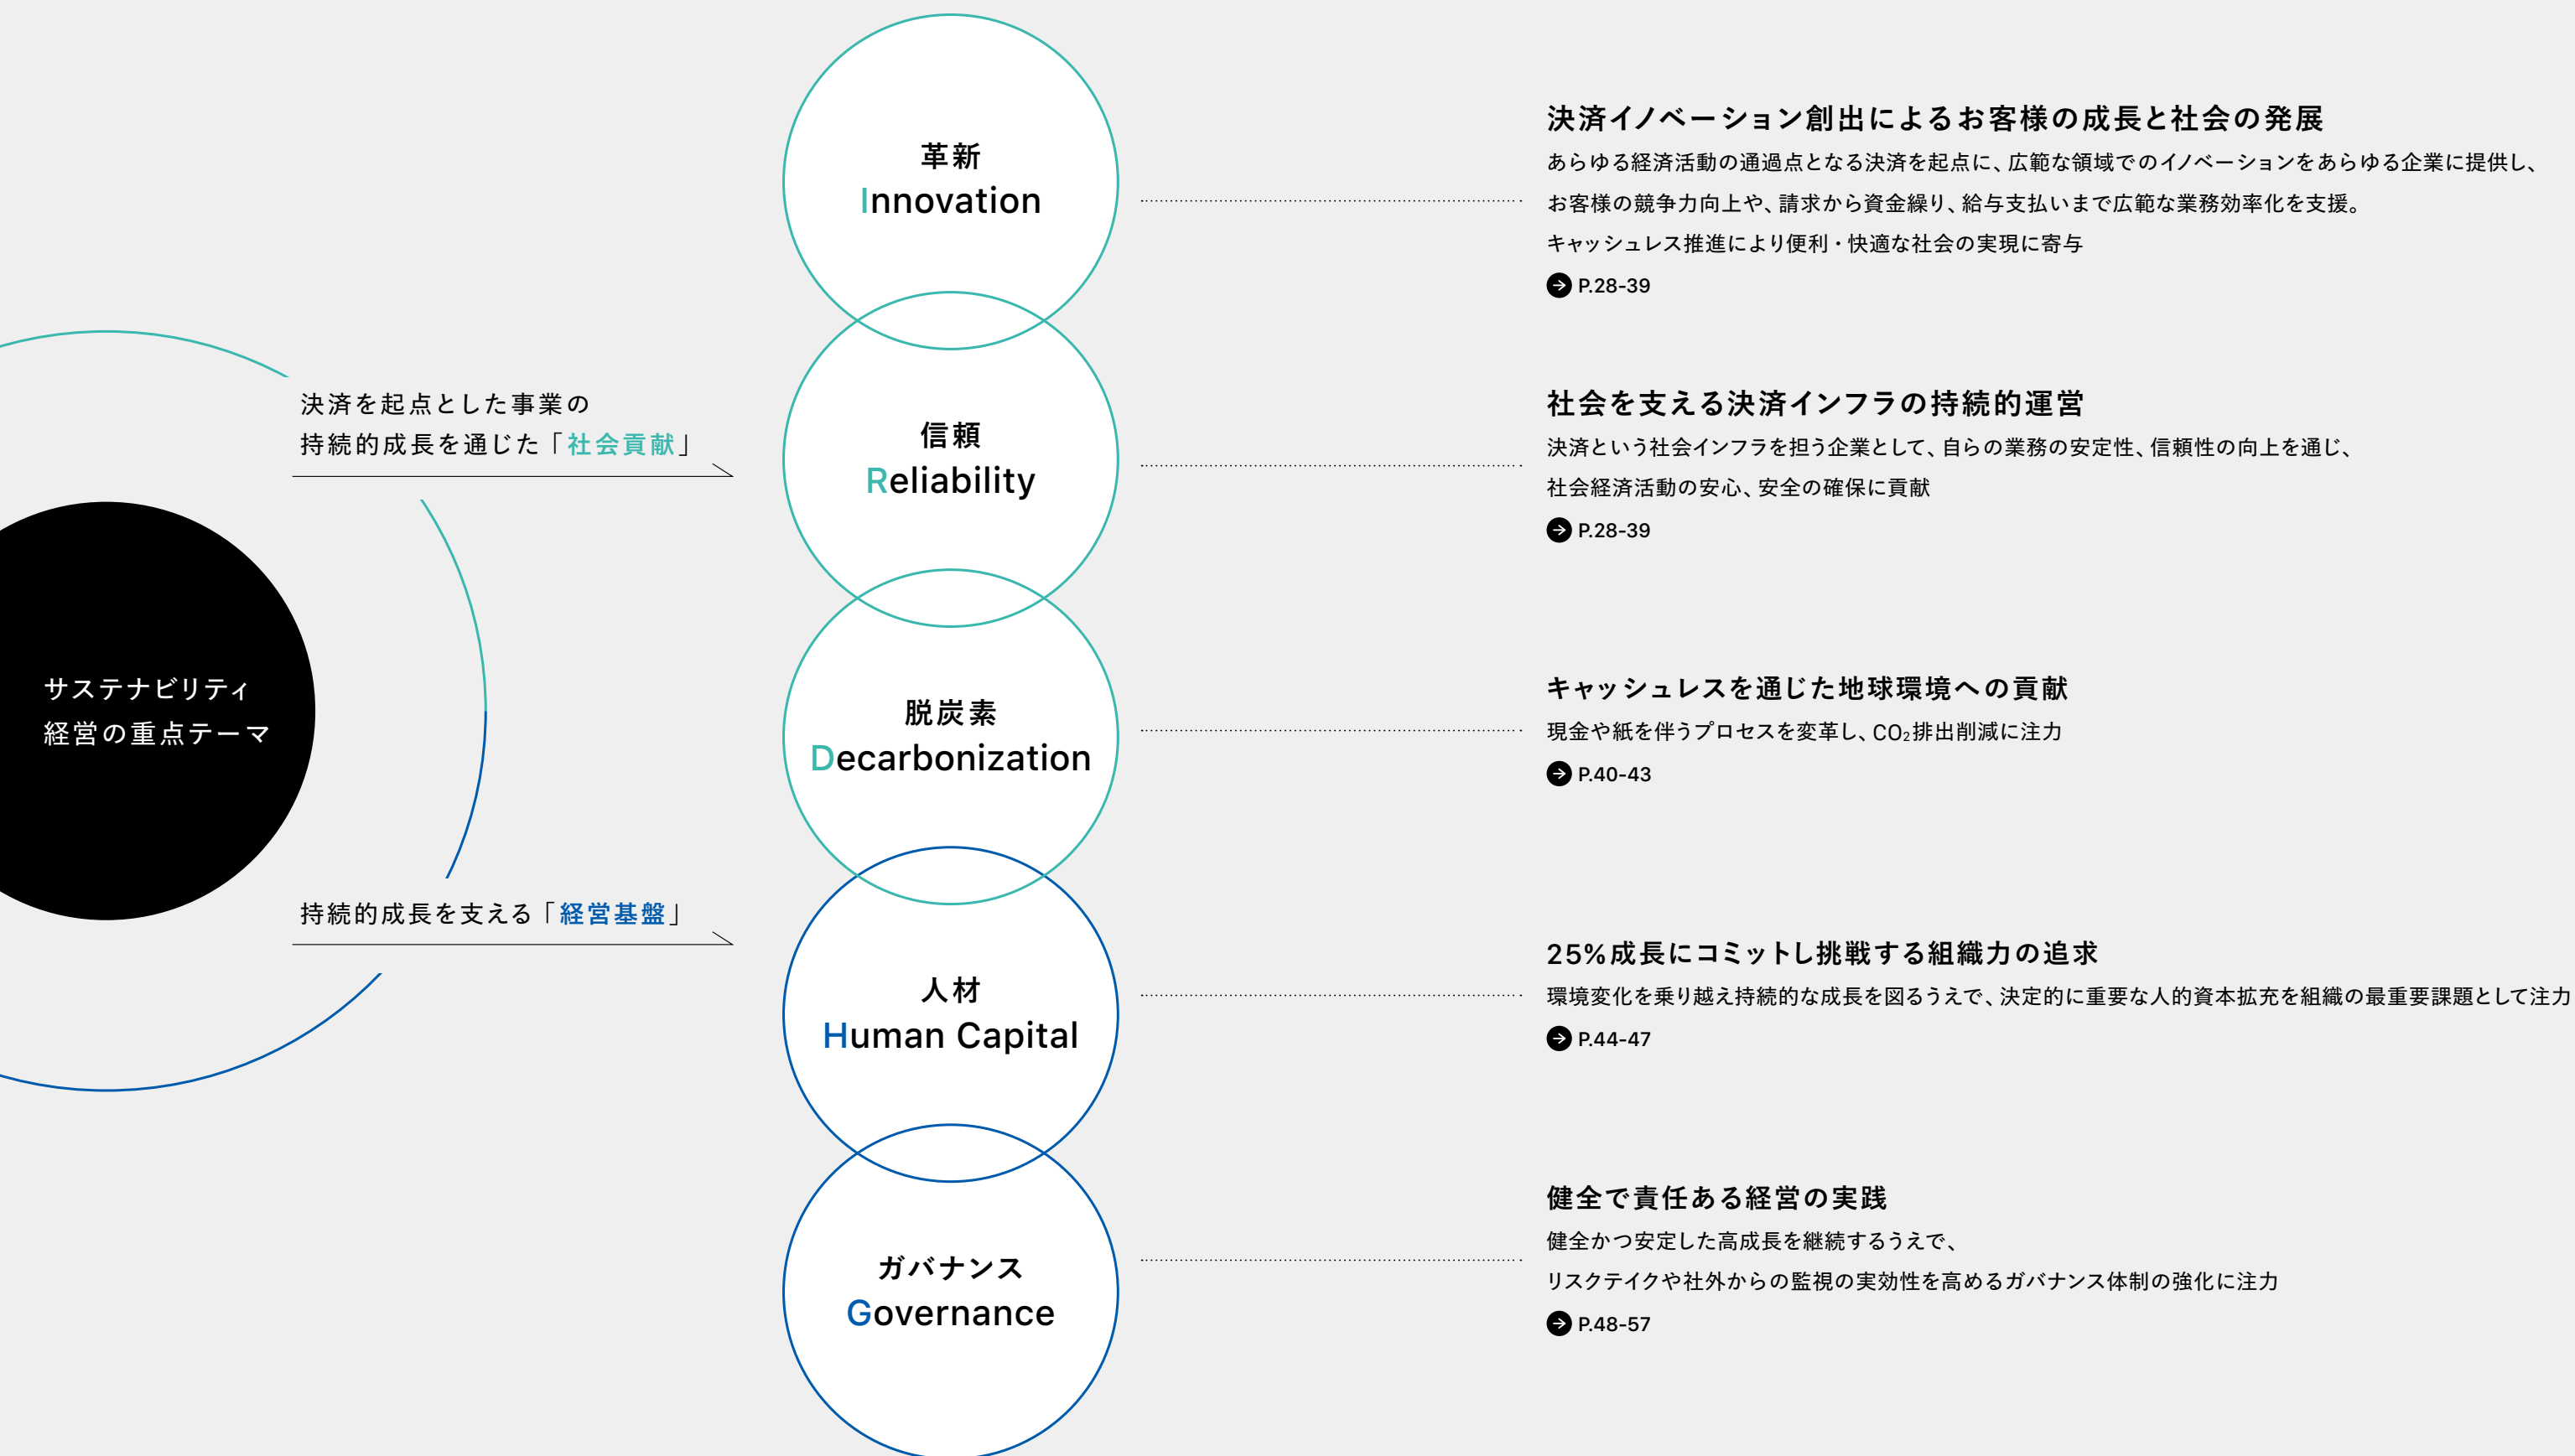 サステナビリティ
経営の重点テーマ
決済を起点とした事業の
持続的成長を通じた「社会貢献」
持続的成長を支える「経営基盤」
革新
Innovation
決済イノベーション創出によるお客様の成長と社会の発展
あらゆる経済活動の通過点となる決済を起点に、広範な領域でのイノベーションをあらゆる企業に提供し、
お客様の競争力向上や、請求から資金繰り、給与支払いまで広範な業務効率化を支援。
キャッシュレス推進により便利・快適な社会の実現に寄与
P.28-39
信頼
Reliability
社会を支える決済インフラの持続的運営
決済という社会インフラを担う企業として、自らの業務の安定性、信頼性の向上を通じ、
社会経済活動の安心、安全の確保に貢献
P.28-39
脱炭素
Decarbonization
キャッシュレスを通じた地球環境への貢献
現金や紙を伴うプロセスを変革し、CO₂排出削減に注力
P.40-43
人材
Human Capital
25%成長にコミットし挑戦する組織力の追求
環境変化を乗り越え持続的な成長を図るうえで、決定的に重要な人的資本拡充を組織の最重要課題として注力
P.44-47
ガバナンス
Governance
健全で責任ある経営の実践
健全かつ安定した高成長を継続するうえで、
リスクテイクや社外からの監視の実効性を高めるガバナンス体制の強化に注力
P.48-57